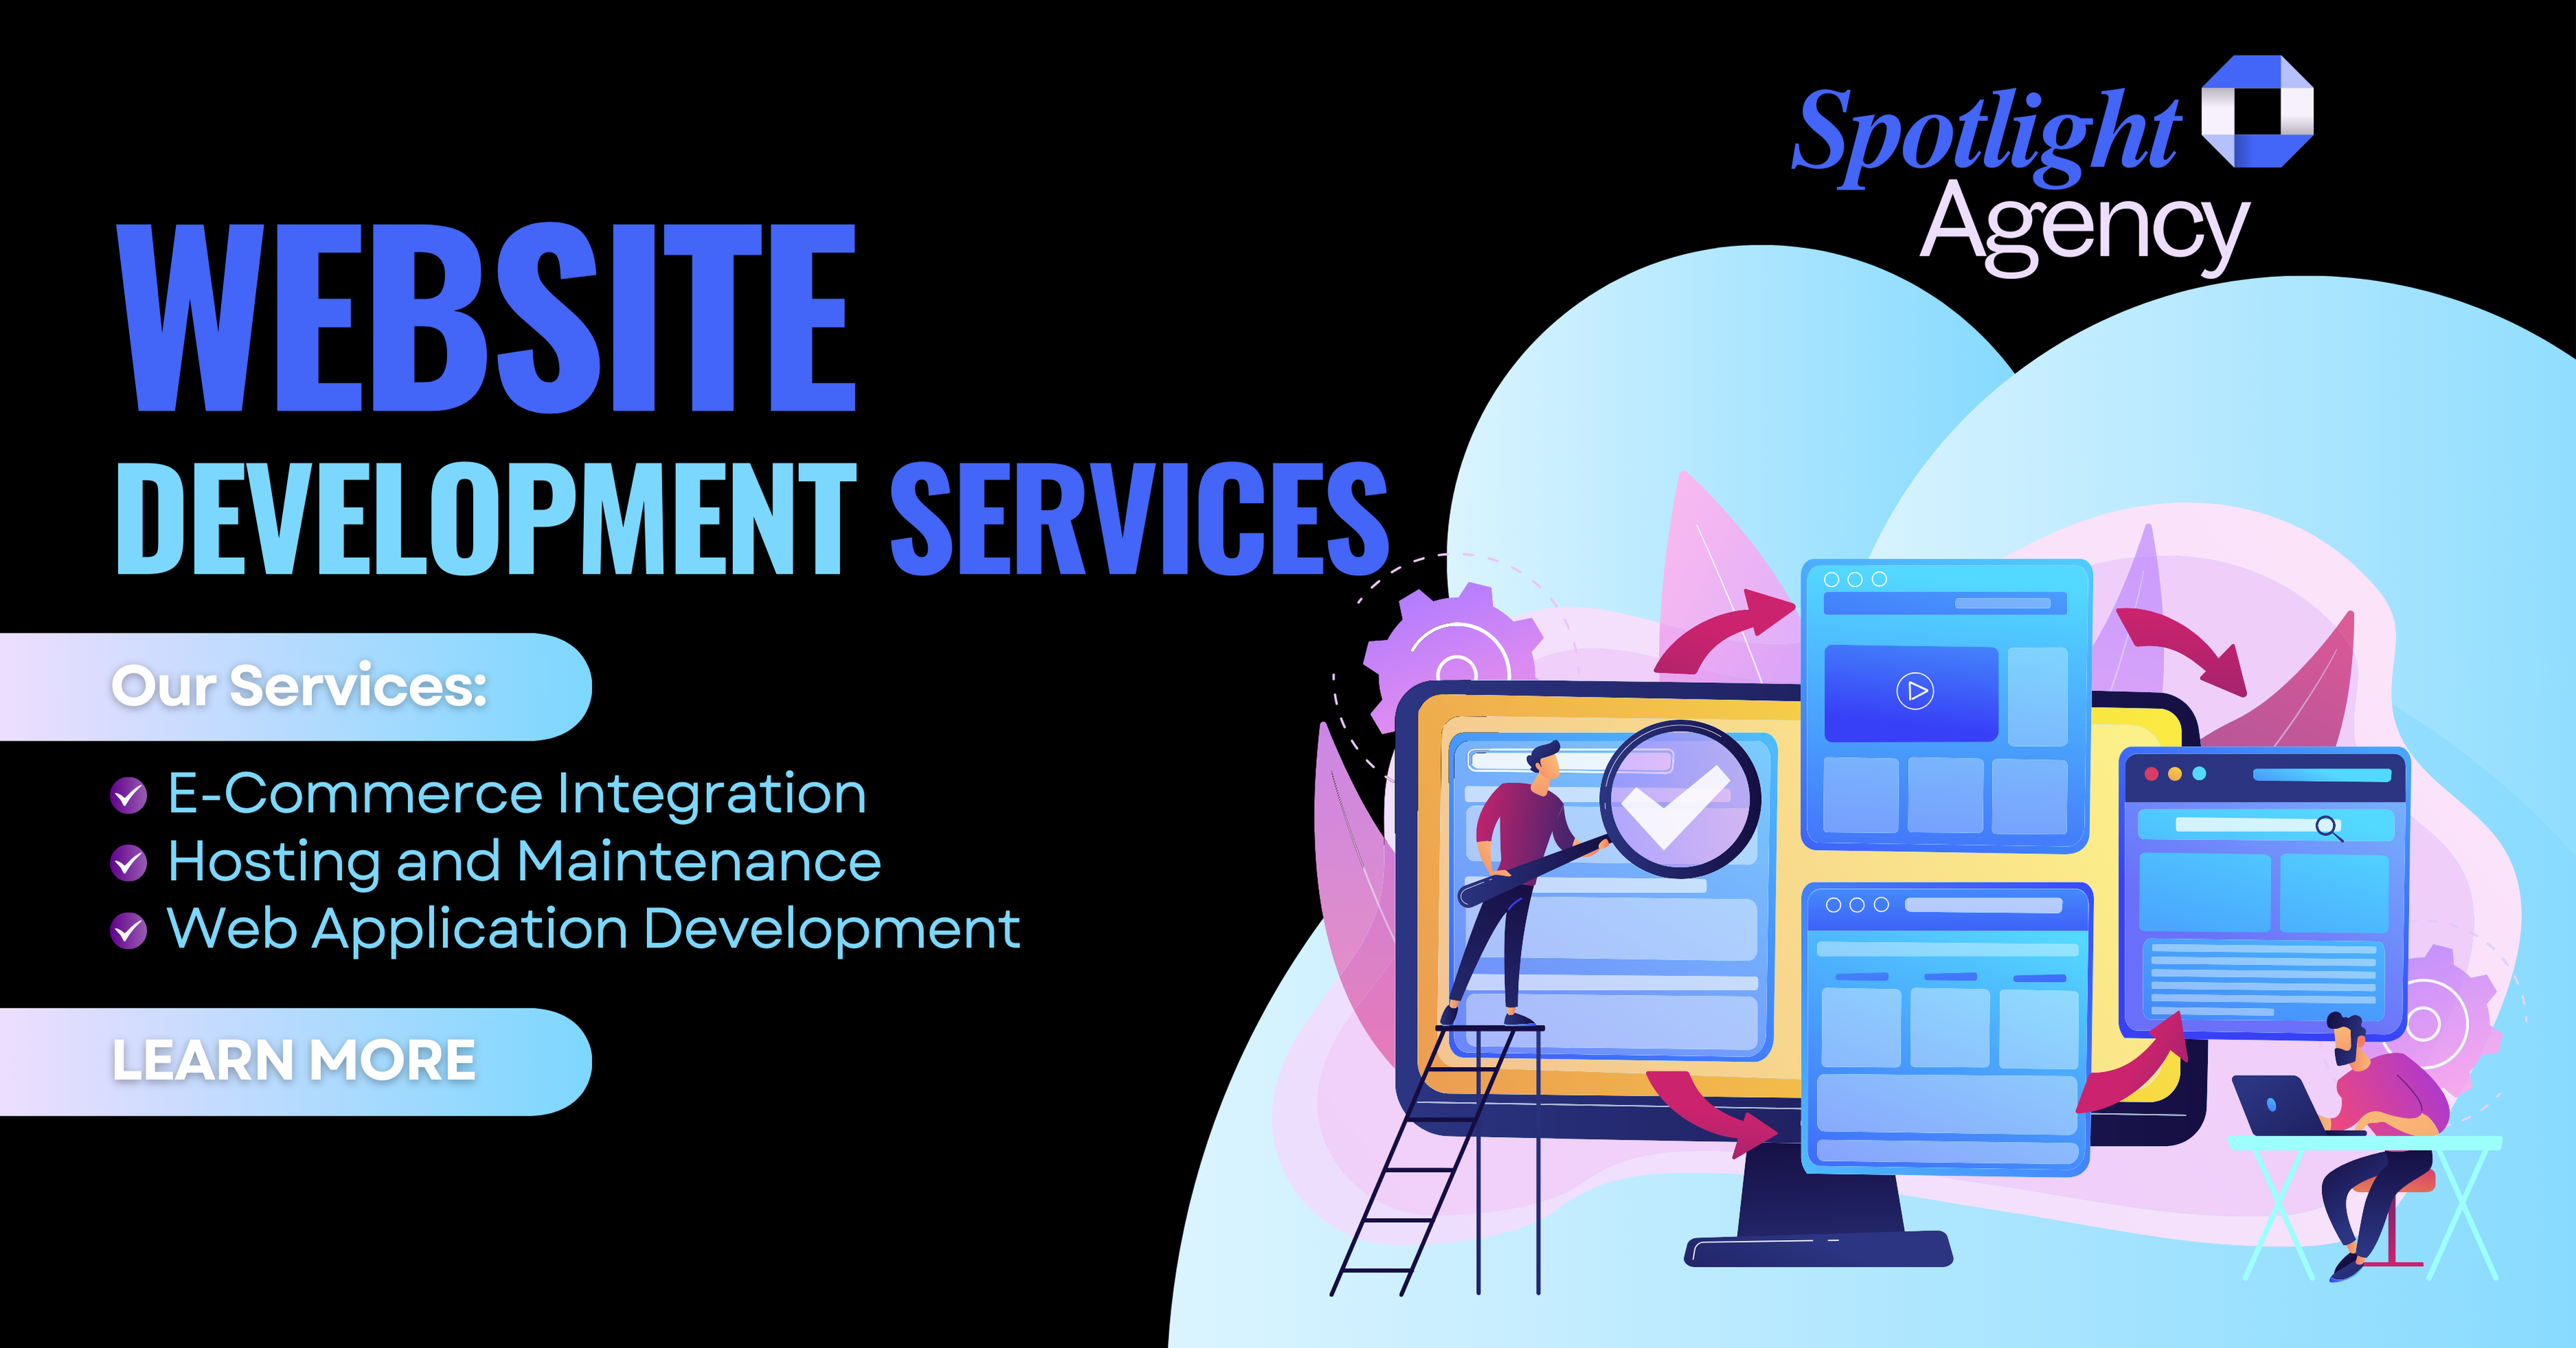 Spotlight
Agency
WEBSITE
DEVELOPMENT SERVICES
Our Services:
E-Commerce Integration
Hosting and Maintenance
Web Application Development
LEARN MORE